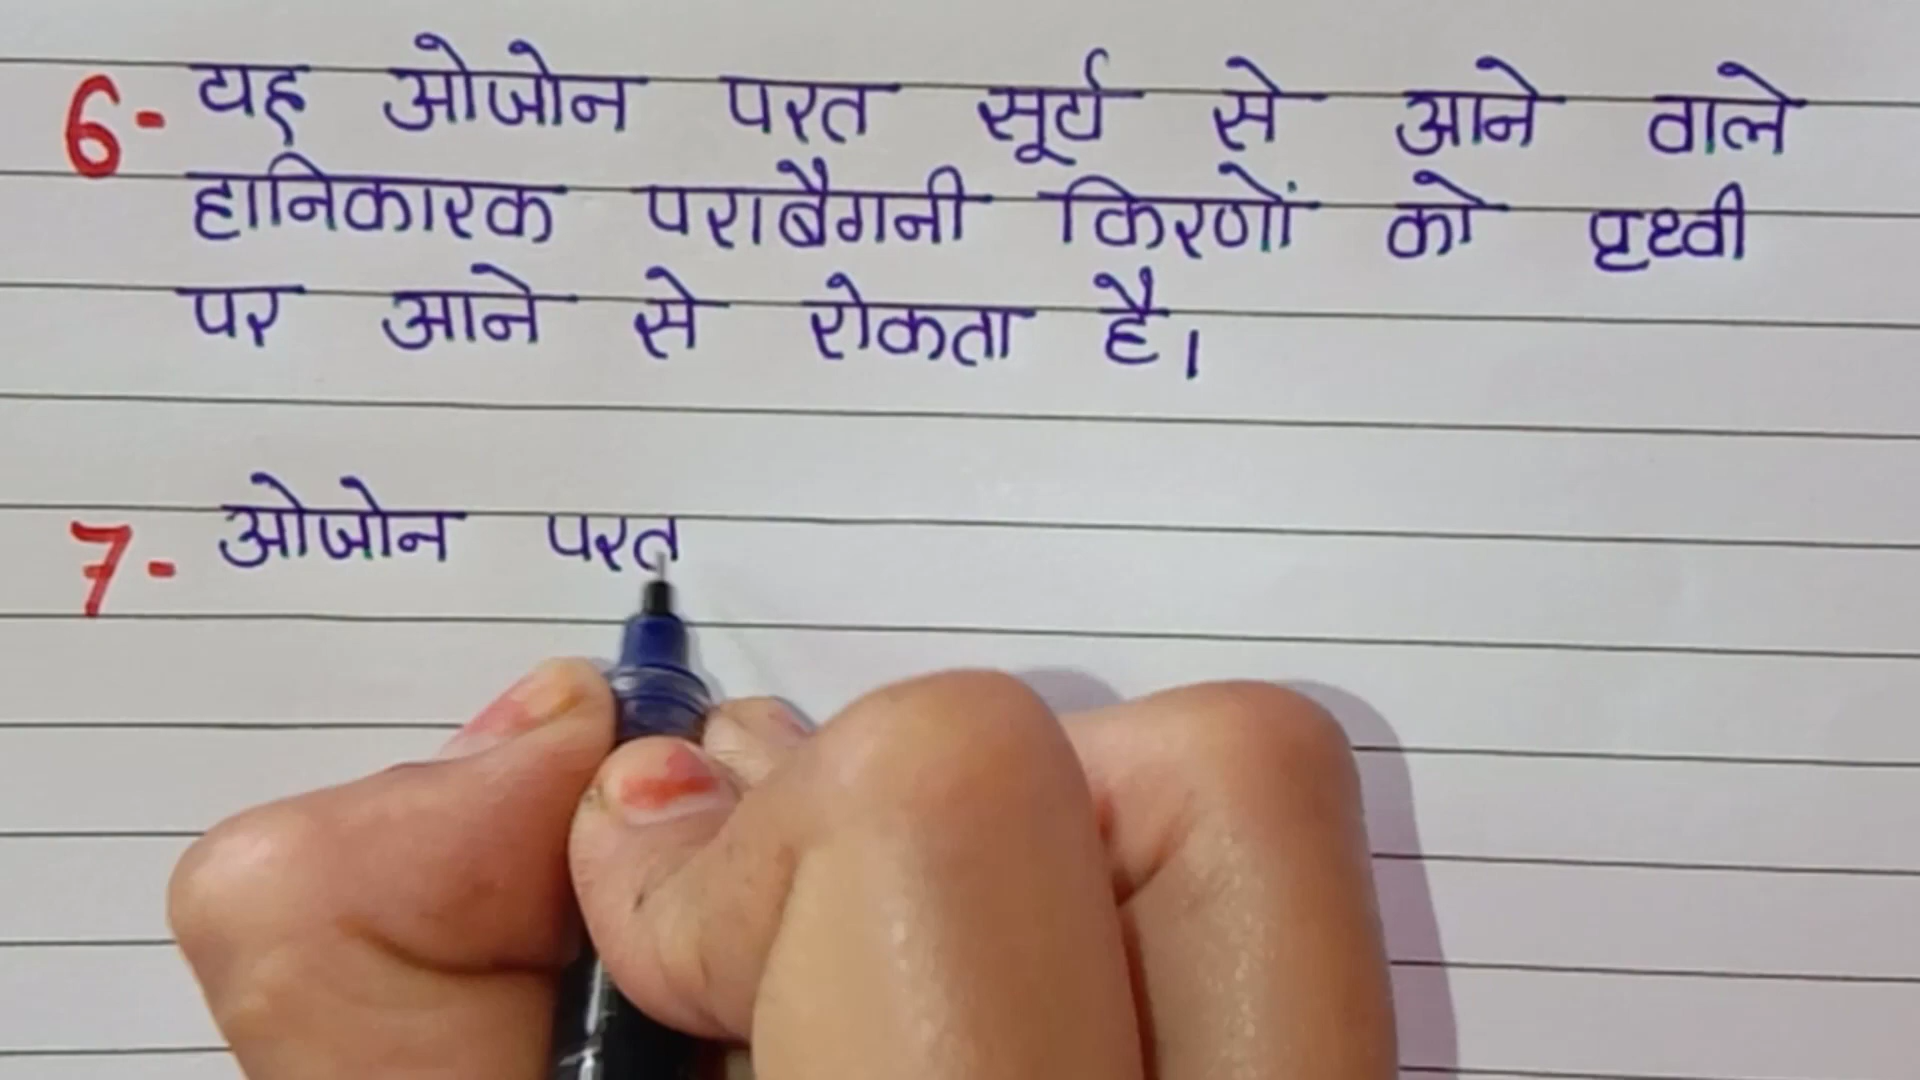 6- यह ओजोन परत सूर्य से आने वाले
हानिकारक पराबैगनी किरणों को पृथ्वी
पर आने से रोकता है।
7- ओजोन परत